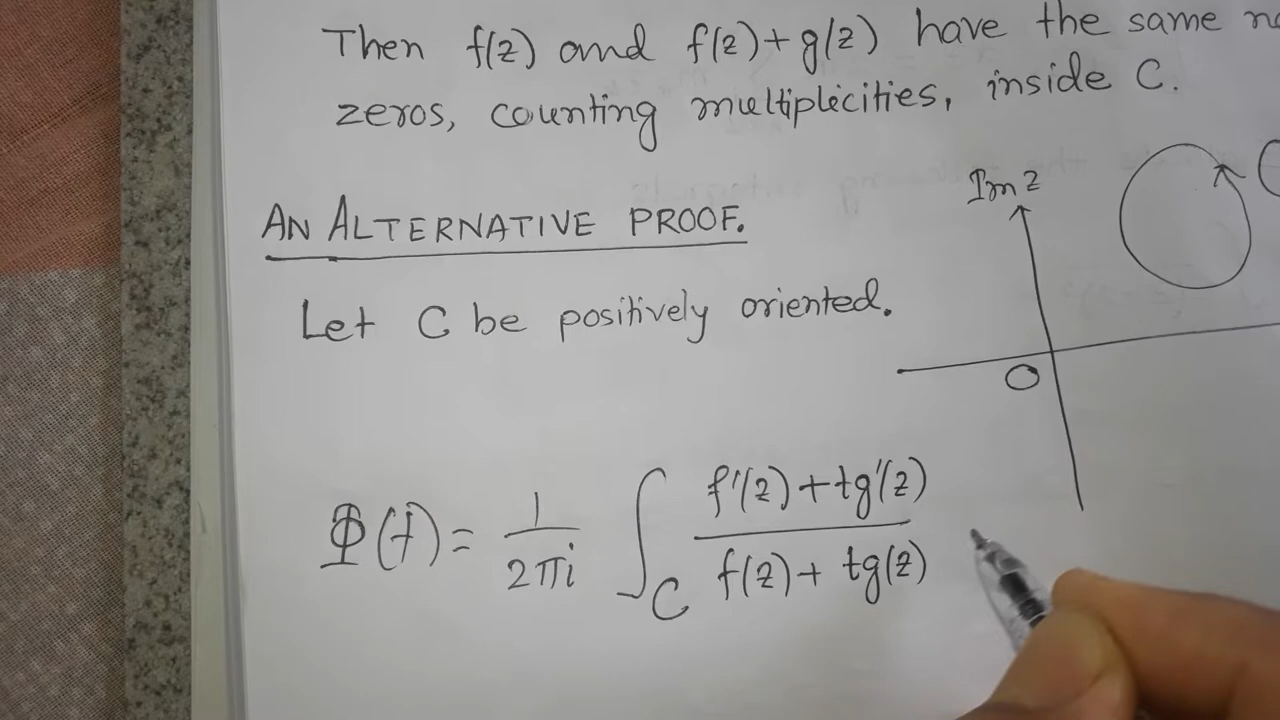 Then f(z) and f(z)+g(z) have the same
zeros, counting multiplicities, inside C.
Im z
AN ALTERNATIVE PROOF.
Let C be positively oriented.
O
Φ(t) = 1/2πi ∫_C f'(z)+tg'(z)/f(z)+tg(z)